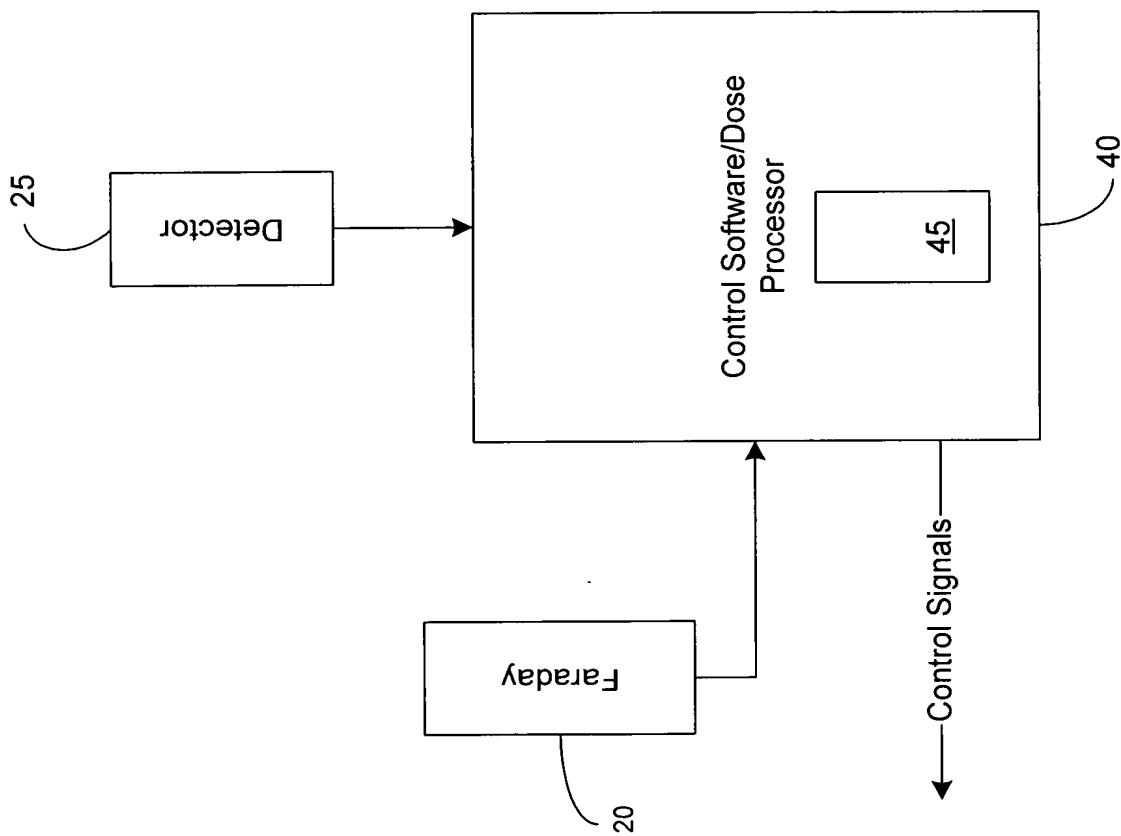 25
Detector
Control Software/Dose
Processor
45
40
Faraday
20
Control Signals